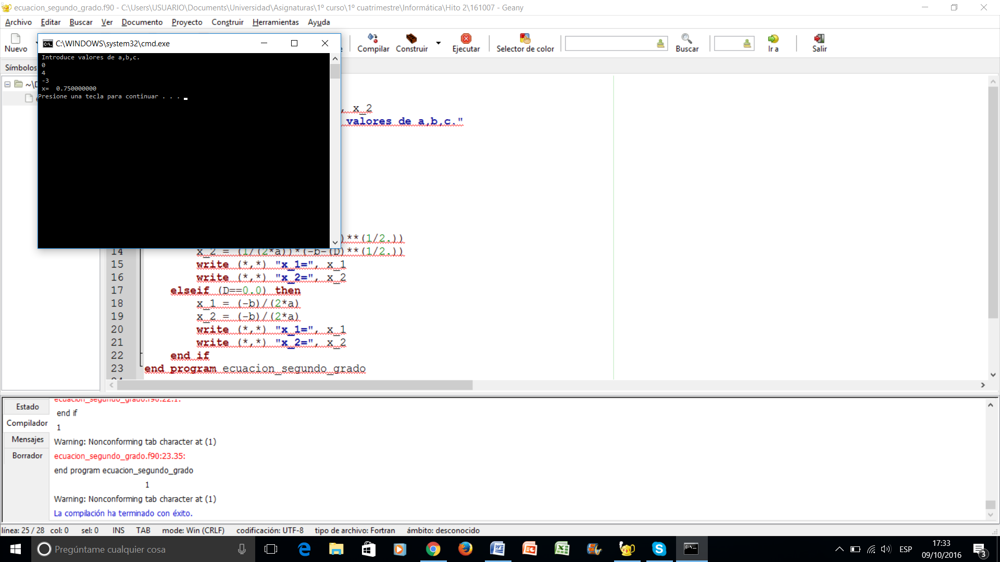 ecuacion_segundo_grado.f90 - C:\Users\USUARIO\Documents\Universidad\Asignaturas\1º curso\1º cuatrimestre\Informática\Hito 2\161007 - Geany
Archivo Editar Buscar Ver Documento Proyecto Construir Herramientas Ayuda
Nuevo Compilar Construir Ejecutar Selector de color Buscar Ir a Salir
C:\WINDOWS\system32\cmd.exe
Introduce valores de a,b,c.
0
4
-3
x= 0.750000000
Presione una tecla para continuar . . .
Símbolos
, x_2
valores de a,b,c."
)**(1/2.))
14 x_2 = (1/(2*a))*(-b-(D)**(1/2.))
15 write (*,*) "x_1=", x_1
16 write (*,*) "x_2=", x_2
17 elseif (D==0.0) then
18 x_1 = (-b)/(2*a)
19 x_2 = (-b)/(2*a)
20 write (*,*) "x_1=", x_1
21 write (*,*) "x_2=", x_2
22 end if
23 end program ecuacion_segundo_grado
Estado
Compilador
Mensajes
Borrador
ecuacion_segundo_grado.f90:22.1:
end if
1
Warning: Nonconforming tab character at (1)
ecuacion_segundo_grado.f90:23.35:
end program ecuacion_segundo_grado
1
Warning: Nonconforming tab character at (1)
La compilación ha terminado con éxito.
línea: 25 / 28 col: 0 sel: 0 INS TAB mode: Win (CRLF) codificación: UTF-8 tipo de archivo: Fortran ámbito: desconocido
Pregúntame cualquier cosa
ESP
17:33
09/10/2016
3